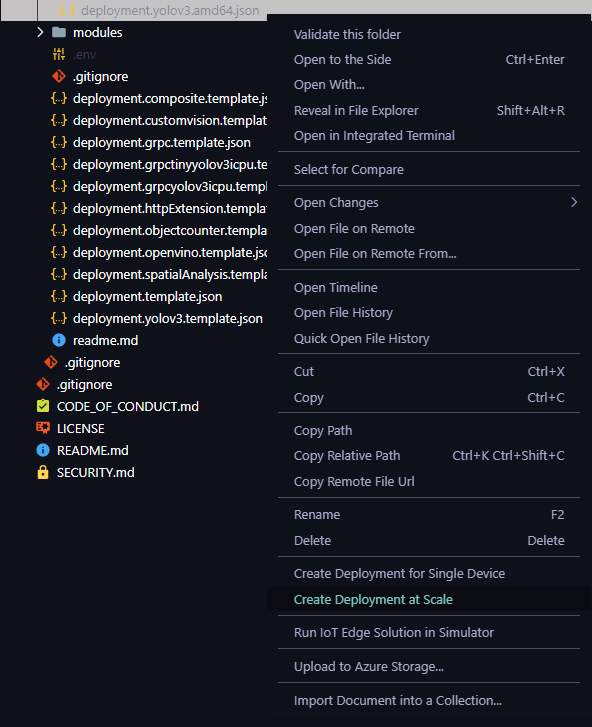 deployment.yolov3.amd64.json
modules
.env
.gitignore
deployment.composite.template.js
deployment.customvision.template
deployment.grpc.template.json
deployment.grpctinyyolov3icpu.te
deployment.grpcyolov3icpu.templ
deployment.httpExtension.templat
deployment.objectcounter.templa
deployment.openvino.template.jso
deployment.spatialAnalysis.templa
deployment.template.json
deployment.yolov3.template.json
readme.md
.gitignore
.gitignore
CODE_OF_CONDUCT.md
LICENSE
README.md
SECURITY.md
Validate this folder
Open to the Side Ctrl+Enter
Open With...
Reveal in File Explorer Shift+Alt+R
Open in Integrated Terminal
Select for Compare
Open Changes
Open File on Remote
Open File on Remote From...
Open Timeline
Open File History
Quick Open File History
Cut Ctrl+X
Copy Ctrl+C
Copy Path
Copy Relative Path Ctrl+K Ctrl+Shift+C
Copy Remote File Url
Rename F2
Delete Delete
Create Deployment for Single Device
Create Deployment at Scale
Run IoT Edge Solution in Simulator
Upload to Azure Storage...
Import Document into a Collection...